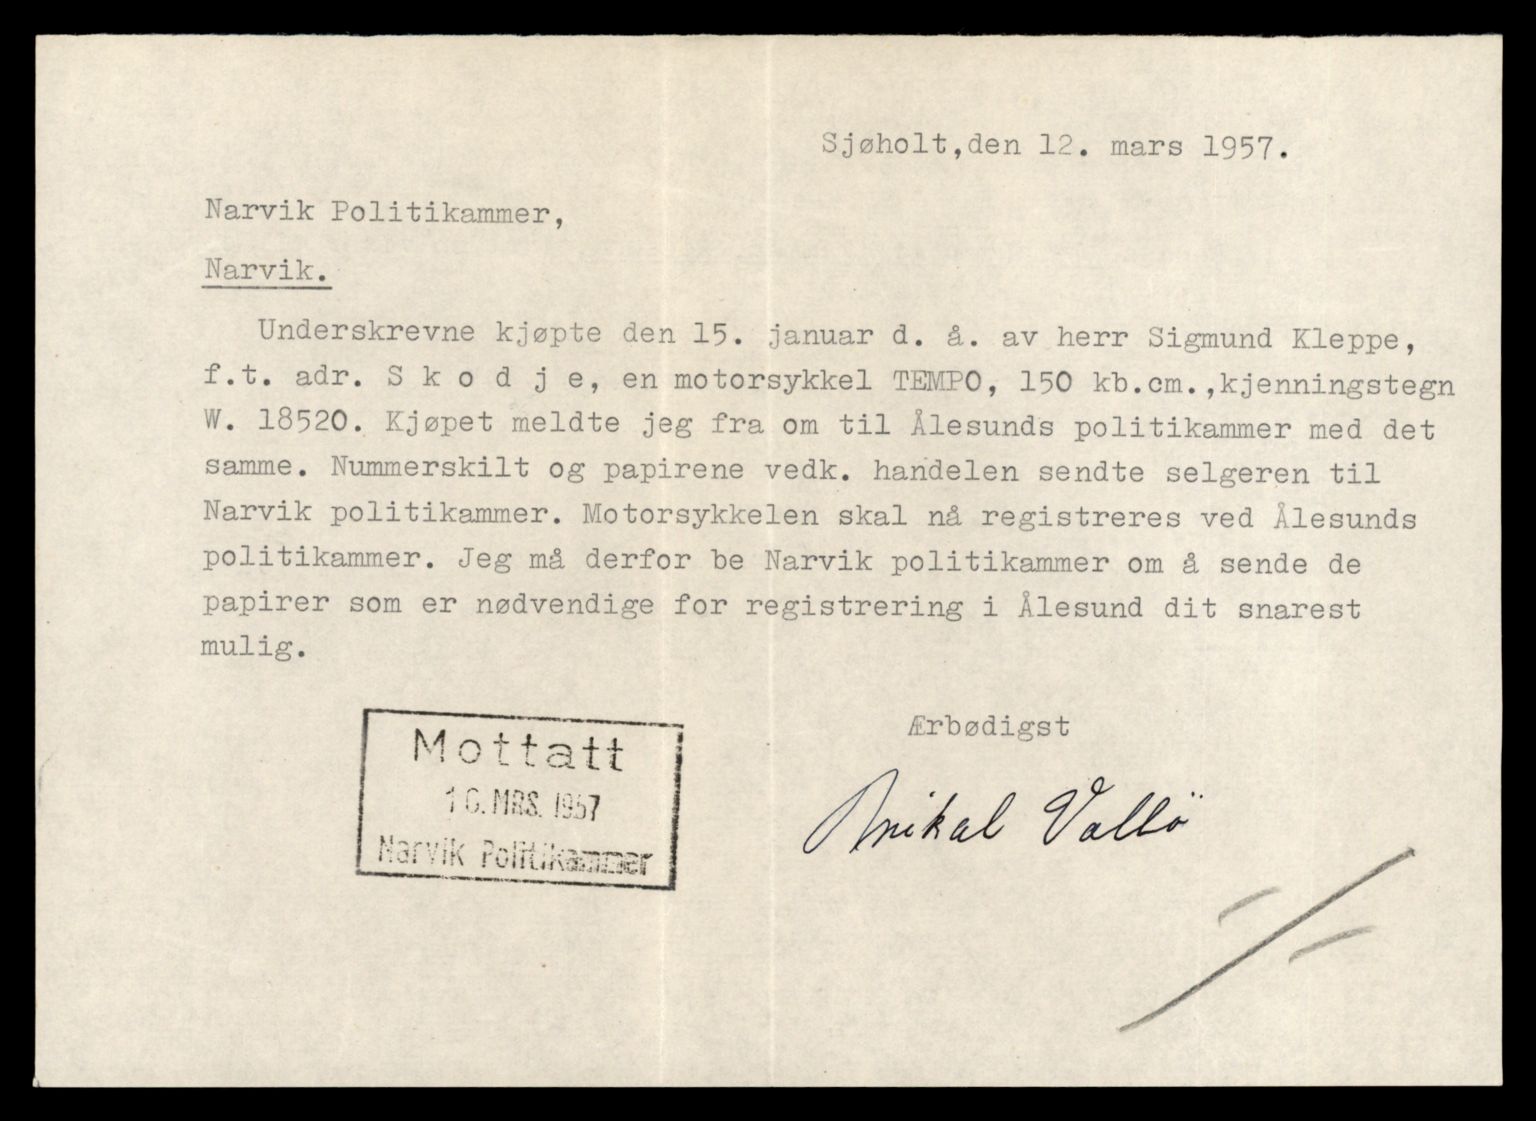 Sjøholt,den 12. mars 1957.
Narvik Politikammer,
Narvik.
Underskrevne kjøpte den 15. januar d. å. av herr Sigmund Kleppe,
f.t. adr. S k o d j e, en motorsykkel TEMPO, 150 kb.cm.,kjenningstegn
W. 18520. Kjøpet meldte jeg fra om til Ålesunds politikammer med det
samme. Nummerskilt og papirene vedk. handelen sendte selgeren til
Narvik politikammer. Motorsykkelen skal nå registreres ved Ålesunds
politikammer. Jeg må derfor be Narvik politikammer om å sende de
papirer som er nødvendige for registrering i Ålesund dit snarest
mulig.
Ærbødigst
Mikal Vallö
Mottatt
MRS. 1957
Narvik Politikammer